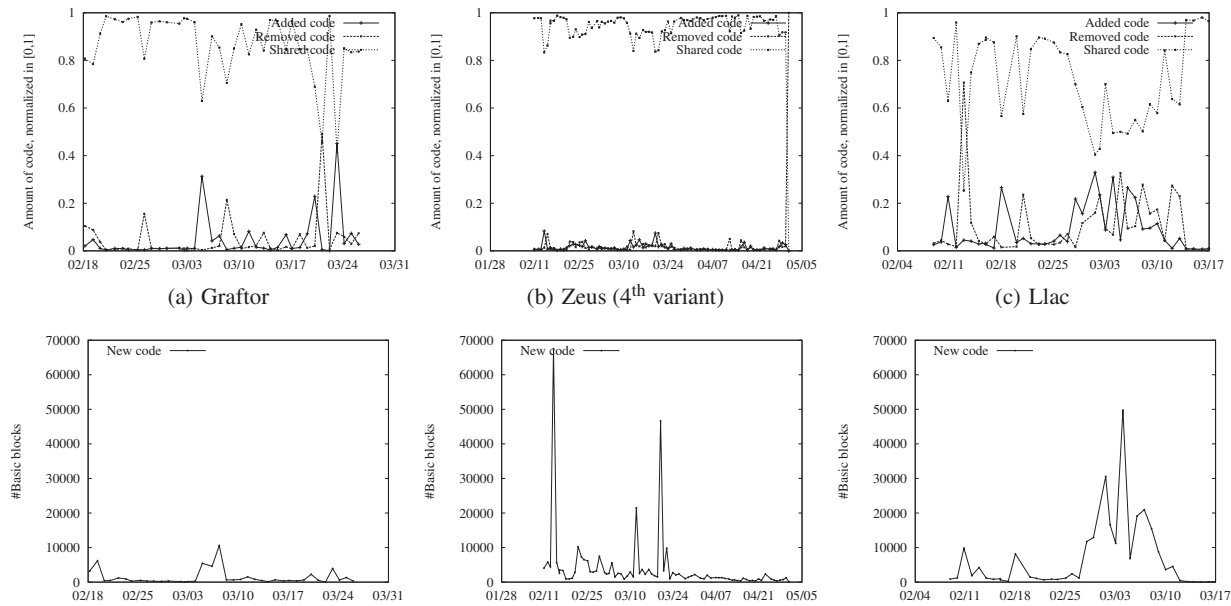 Amount of code, normalized in [0,1]
1
0.8
0.6
0.4
0.2
0
Added code
Removed code
Shared code
02/18 02/25 03/03 03/10 03/17 03/24 03/31
(a) Graftor
Amount of code, normalized in [0,1]
1
0.8
0.6
0.4
0.2
0
Added code
Removed code
Shared code
01/28 02/11 02/25 03/10 03/24 04/07 04/21 05/05
(b) Zeus (4th variant)
Amount of code, normalized in [0,1]
1
0.8
0.6
0.4
0.2
0
Added code
Removed code
Shared code
02/04 02/11 02/18 02/25 03/03 03/10 03/17
(c) Llac
#Basic blocks
70000
60000
50000
40000
30000
20000
10000
0
New code
02/18 02/25 03/03 03/10 03/17 03/24 03/31
#Basic blocks
70000
60000
50000
40000
30000
20000
10000
0
New code
01/28 02/11 02/25 03/10 03/24 04/07 04/21 05/05
#Basic blocks
70000
60000
50000
40000
30000
20000
10000
0
New code
02/04 02/11 02/18 02/25 03/03 03/10 03/17